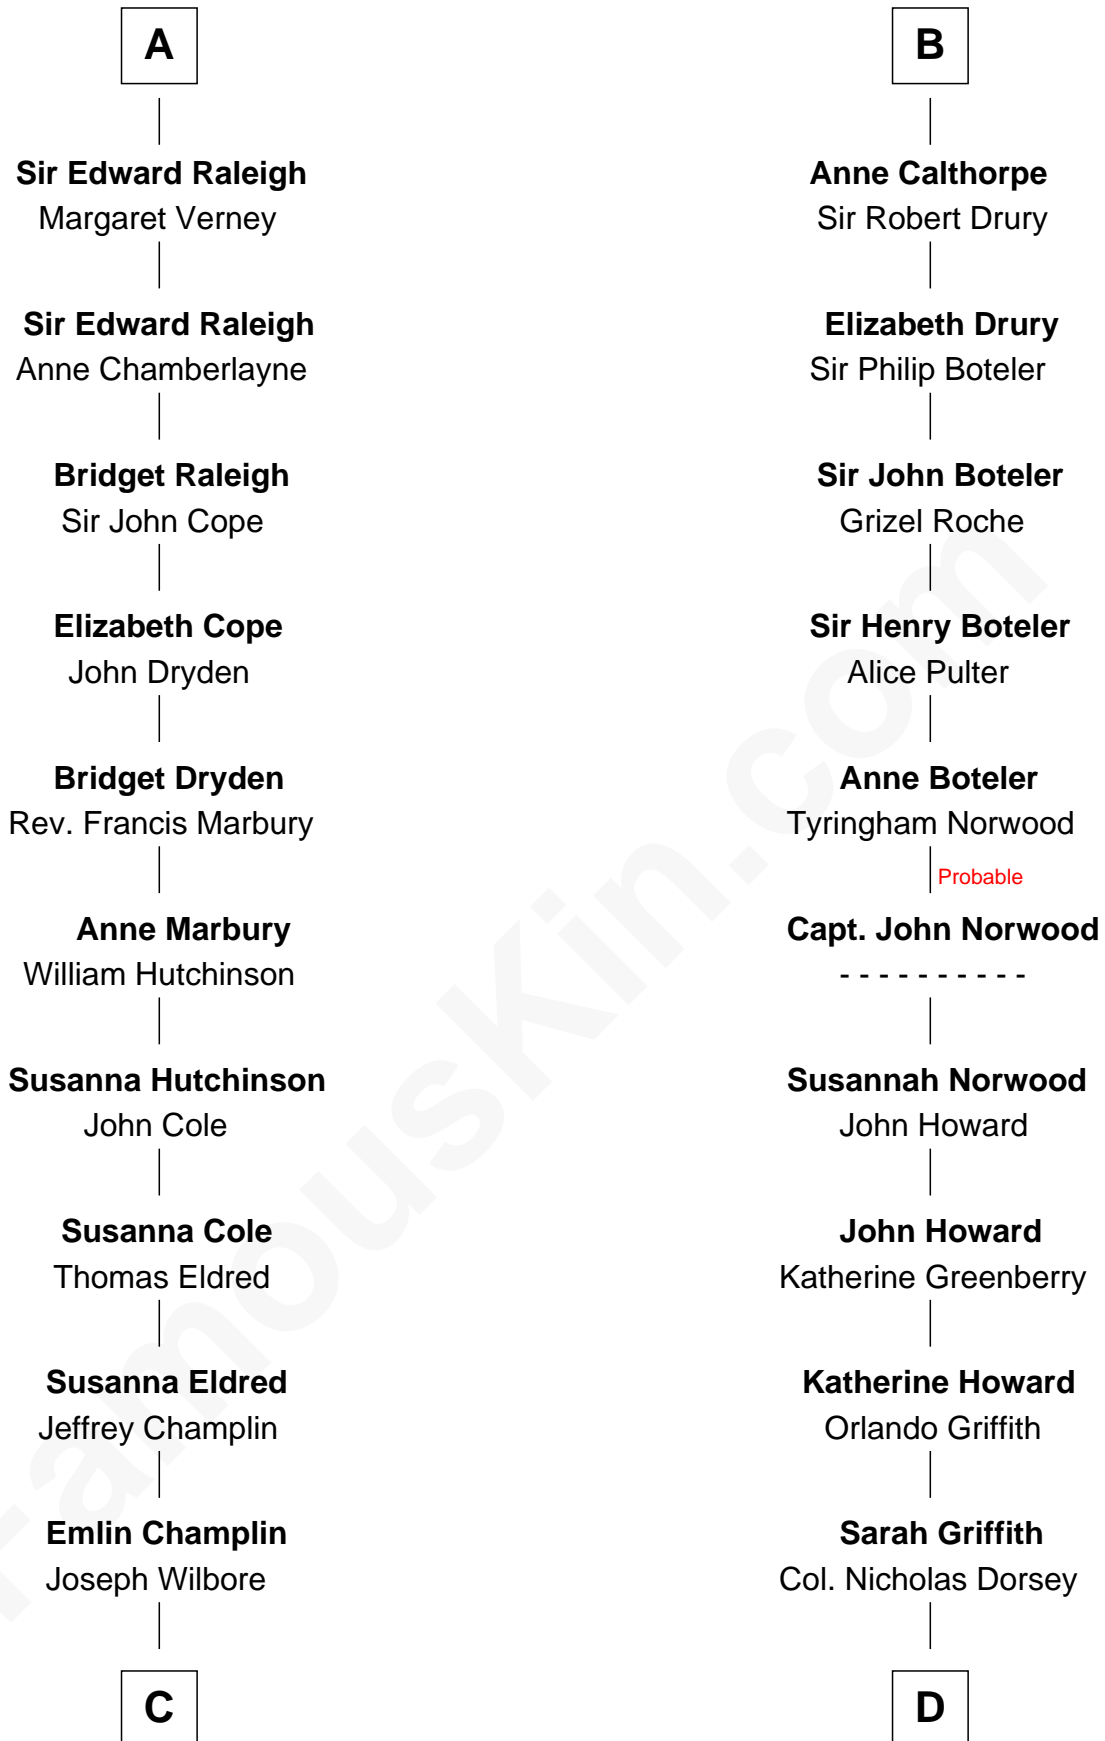 A
Sir Edward Raleigh
Margaret Verney
Sir Edward Raleigh
Anne Chamberlayne
Bridget Raleigh
Sir John Cope
Elizabeth Cope
John Dryden
Bridget Dryden
Rev. Francis Marbury
Anne Marbury
William Hutchinson
Susanna Hutchinson
John Cole
Susanna Cole
Thomas Eldred
Susanna Eldred
Jeffrey Champlin
Emlin Champlin
Joseph Wilbore
C
B
Anne Calthorpe
Sir Robert Drury
Elizabeth Drury
Sir Philip Boteler
Sir John Boteler
Grizel Roche
Sir Henry Boteler
Alice Pulter
Anne Boteler
Tyringham Norwood
Probable
Capt. John Norwood
- - - - - - - - - -
Susannah Norwood
John Howard
John Howard
Katherine Greenberry
Katherine Howard
Orlando Griffith
Sarah Griffith
Col. Nicholas Dorsey
D
FamousKin.com